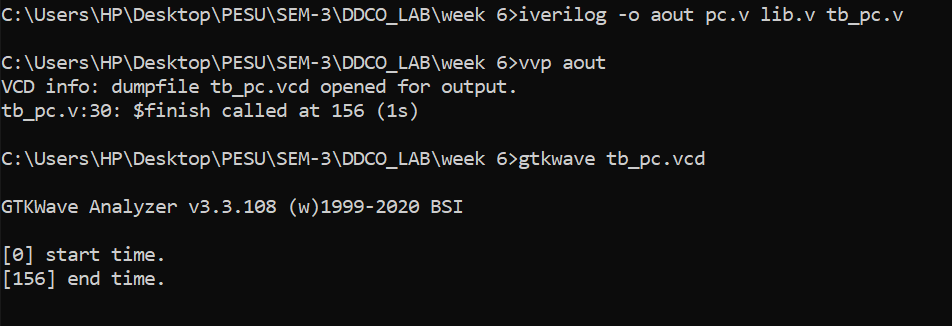 C:\Users\HP\Desktop\PESU\SEM-3\DDCO_LAB\week 6>iverilog -o aout pc.v lib.v tb_pc.v
C:\Users\HP\Desktop\PESU\SEM-3\DDCO_LAB\week 6>vvp aout
VCD info: dumpfile tb_pc.vcd opened for output.
tb_pc.v:30: $finish called at 156 (1s)
C:\Users\HP\Desktop\PESU\SEM-3\DDCO_LAB\week 6>gtkwave tb_pc.vcd
GTKWave Analyzer v3.3.108 (w)1999-2020 BSI
[0] start time.
[156] end time.